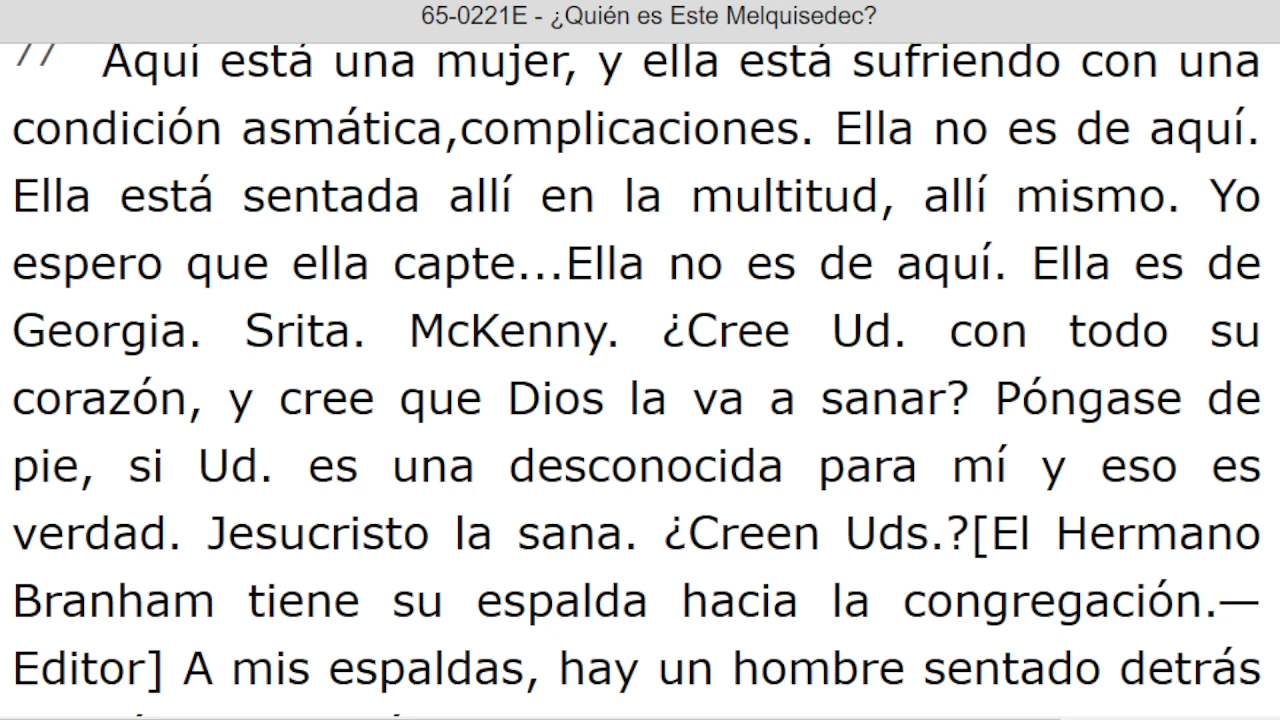 65-0221E - ¿Quién es Este Melquisedec?
77 Aquí está una mujer, y ella está sufriendo con una
condición asmática,complicaciones. Ella no es de aquí.
Ella está sentada allí en la multitud, allí mismo. Yo
espero que ella capte...Ella no es de aquí. Ella es de
Georgia. Srita. McKenny. ¿Cree Ud. con todo su
corazón, y cree que Dios la va a sanar? Póngase de
pie, si Ud. es una desconocida para mí y eso es
verdad. Jesucristo la sana. ¿Creen Uds.?[El Hermano
Branham tiene su espalda hacia la congregación.—
Editor] A mis espaldas, hay un hombre sentado detrás